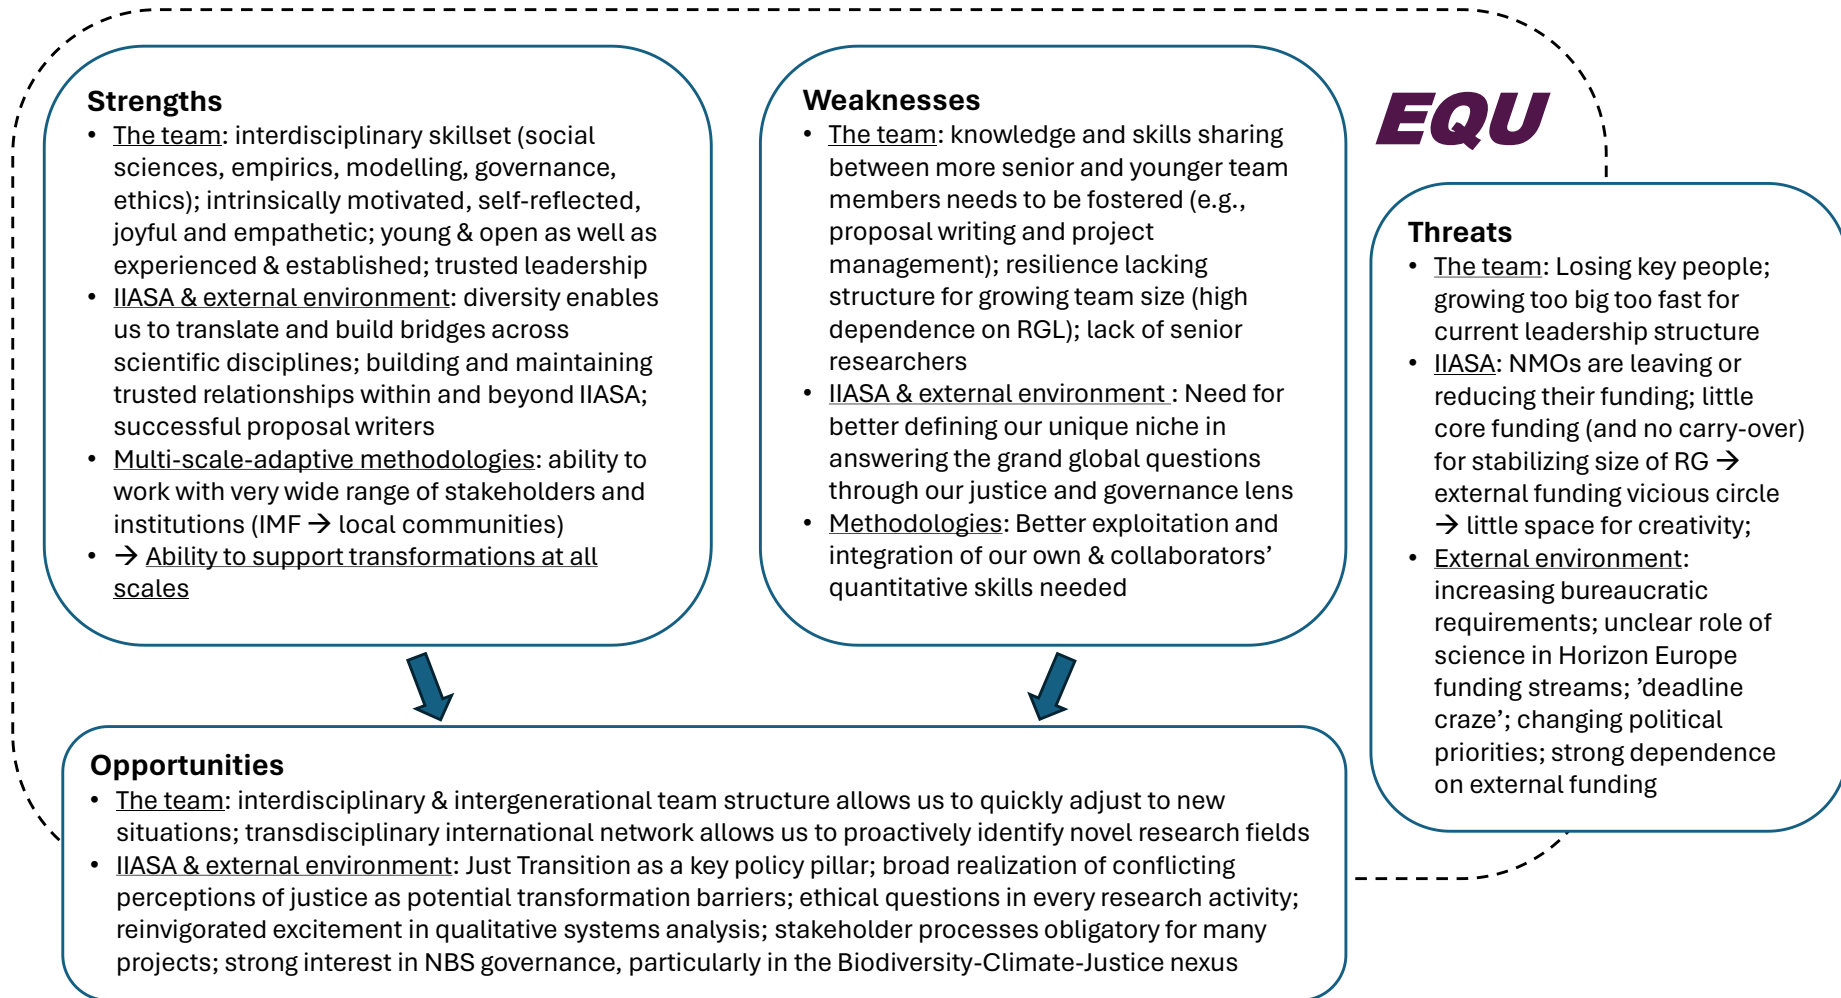 Strengths
• The team: interdisciplinary skillset (social
sciences, empirics, modelling, governance,
ethics); intrinsically motivated, self-reflected,
joyful and empathetic; young & open as well as
experienced & established; trusted leadership
• IIASA & external environment: diversity enables
us to translate and build bridges across
scientific disciplines; building and maintaining
trusted relationships within and beyond IIASA;
successful proposal writers
• Multi-scale-adaptive methodologies: ability to
work with very wide range of stakeholders and
institutions (IMF → local communities)
• → Ability to support transformations at all
scales
Weaknesses
• The team: knowledge and skills sharing
between more senior and younger team
members needs to be fostered (e.g.,
proposal writing and project
management); resilience lacking
structure for growing team size (high
dependence on RGL); lack of senior
researchers
• IIASA & external environment : Need for
better defining our unique niche in
answering the grand global questions
through our justice and governance lens
• Methodologies: Better exploitation and
integration of our own & collaborators’
quantitative skills needed
EQU
Threats
• The team: Losing key people;
growing too big too fast for
current leadership structure
• IIASA: NMOs are leaving or
reducing their funding; little
core funding (and no carry-over)
for stabilizing size of RG →
external funding vicious circle
→ little space for creativity;
• External environment:
increasing bureaucratic
requirements; unclear role of
science in Horizon Europe
funding streams; ’deadline
craze’; changing political
priorities; strong dependence
on external funding
Opportunities
• The team: interdisciplinary & intergenerational team structure allows us to quickly adjust to new
situations; transdisciplinary international network allows us to proactively identify novel research fields
• IIASA & external environment: Just Transition as a key policy pillar; broad realization of conflicting
perceptions of justice as potential transformation barriers; ethical questions in every research activity;
reinvigorated excitement in qualitative systems analysis; stakeholder processes obligatory for many
projects; strong interest in NBS governance, particularly in the Biodiversity-Climate-Justice nexus